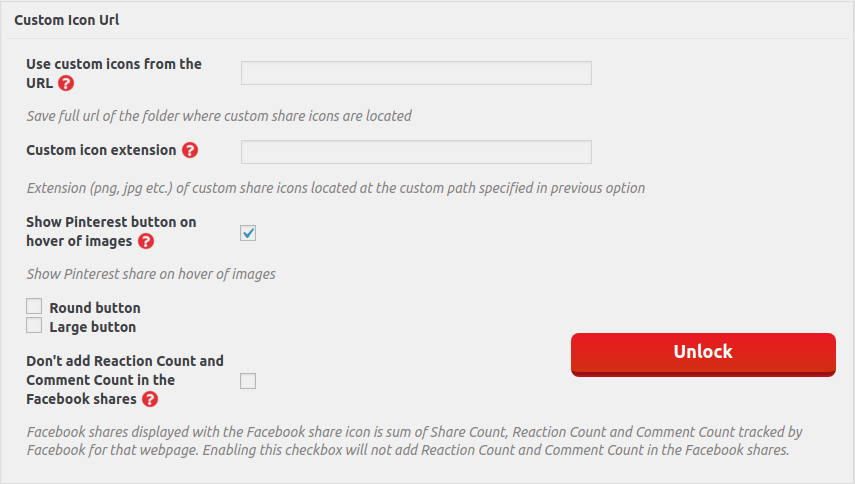 Custom Icon Url
Use custom icons from the
URL ?
Save full url of the folder where custom share icons are located
Custom icon extension ?
Extension (png, jpg etc.) of custom share icons located at the custom path specified in previous option
Show Pinterest button on
hover of images ?
Show Pinterest share on hover of images
Round button
Large button
Unlock
Don't add Reaction Count and
Comment Count in the
Facebook shares ?
Facebook shares displayed with the Facebook share icon is sum of Share Count, Reaction Count and Comment Count tracked by
Facebook for that webpage. Enabling this checkbox will not add Reaction Count and Comment Count in the Facebook shares.